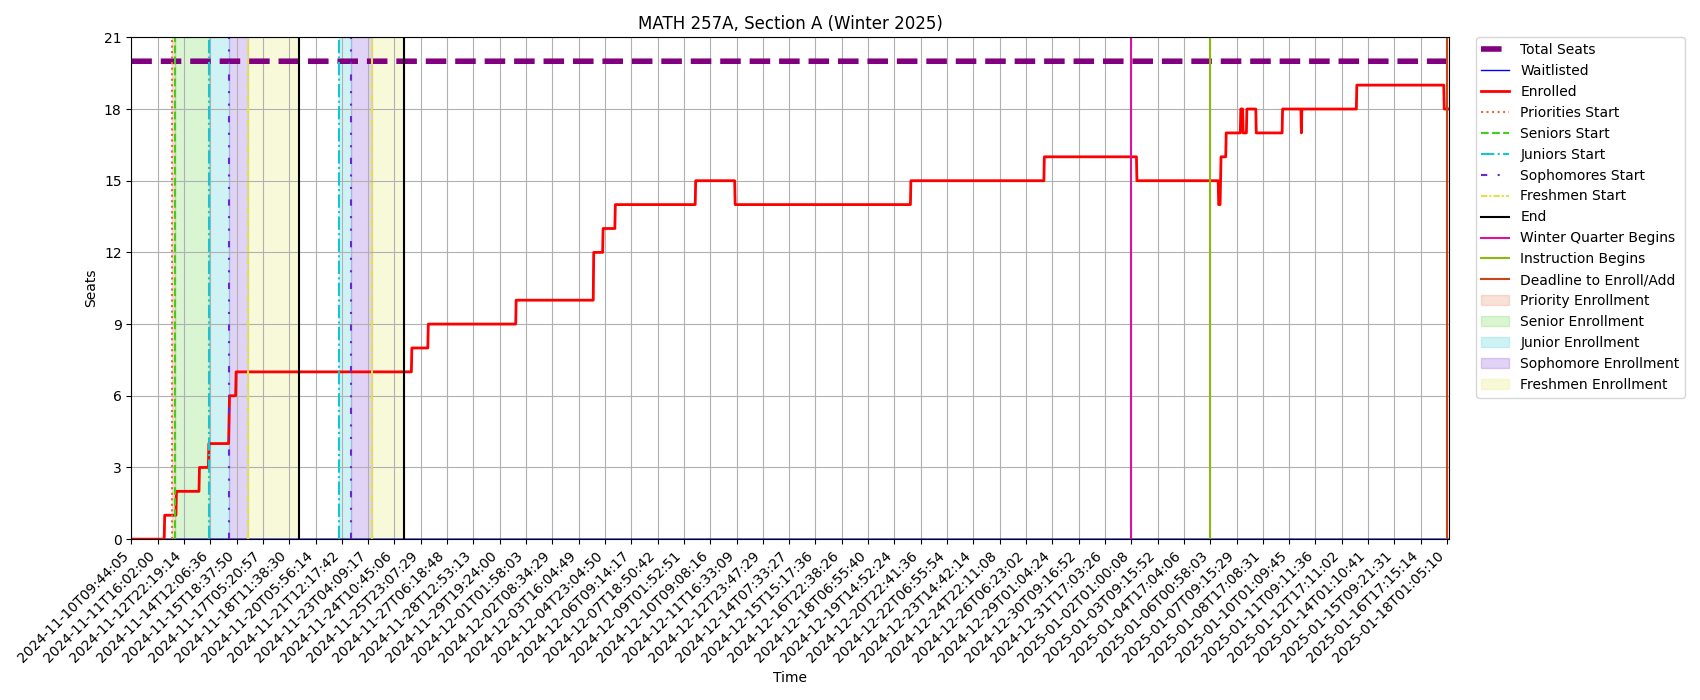 MATH 257A, Section A (Winter 2025)
21
18
15
12
9
6
3
0
Seats
2024-11-10T09:44:05
2024-11-11T16:02:00
2024-11-12T22:19:14
2024-11-14T12:06:36
2024-11-15T18:37:50
2024-11-17T05:20:57
2024-11-18T11:38:30
2024-11-20T05:56:14
2024-11-21T12:17:42
2024-11-23T04:09:17
2024-11-24T10:45:06
2024-11-25T23:07:29
2024-11-27T06:18:48
2024-11-28T12:53:13
2024-11-29T19:24:00
2024-12-01T01:58:03
2024-12-02T08:34:29
2024-12-03T16:04:49
2024-12-04T23:04:50
2024-12-06T09:14:17
2024-12-07T18:50:42
2024-12-09T01:52:51
2024-12-10T09:08:16
2024-12-11T16:33:09
2024-12-12T23:47:29
2024-12-14T07:33:27
2024-12-15T15:17:36
2024-12-16T22:38:26
2024-12-18T06:55:40
2024-12-19T14:52:24
2024-12-20T22:41:36
2024-12-22T06:55:54
2024-12-23T14:42:14
2024-12-24T22:11:08
2024-12-26T06:23:02
2024-12-29T01:04:24
2024-12-30T09:16:52
2024-12-31T17:03:26
2025-01-02T01:00:08
2025-01-03T09:15:52
2025-01-04T17:04:06
2025-01-06T00:58:03
2025-01-07T09:15:29
2025-01-08T17:08:31
2025-01-10T01:09:45
2025-01-11T09:11:36
2025-01-12T17:11:02
2025-01-14T01:10:41
2025-01-15T09:21:31
2025-01-16T17:15:14
2025-01-18T01:05:10
Time
Total Seats
Waitlisted
Enrolled
Priorities Start
Seniors Start
Juniors Start
Sophomores Start
Freshmen Start
End
Winter Quarter Begins
Instruction Begins
Deadline to Enroll/Add
Priority Enrollment
Senior Enrollment
Junior Enrollment
Sophomore Enrollment
Freshmen Enrollment